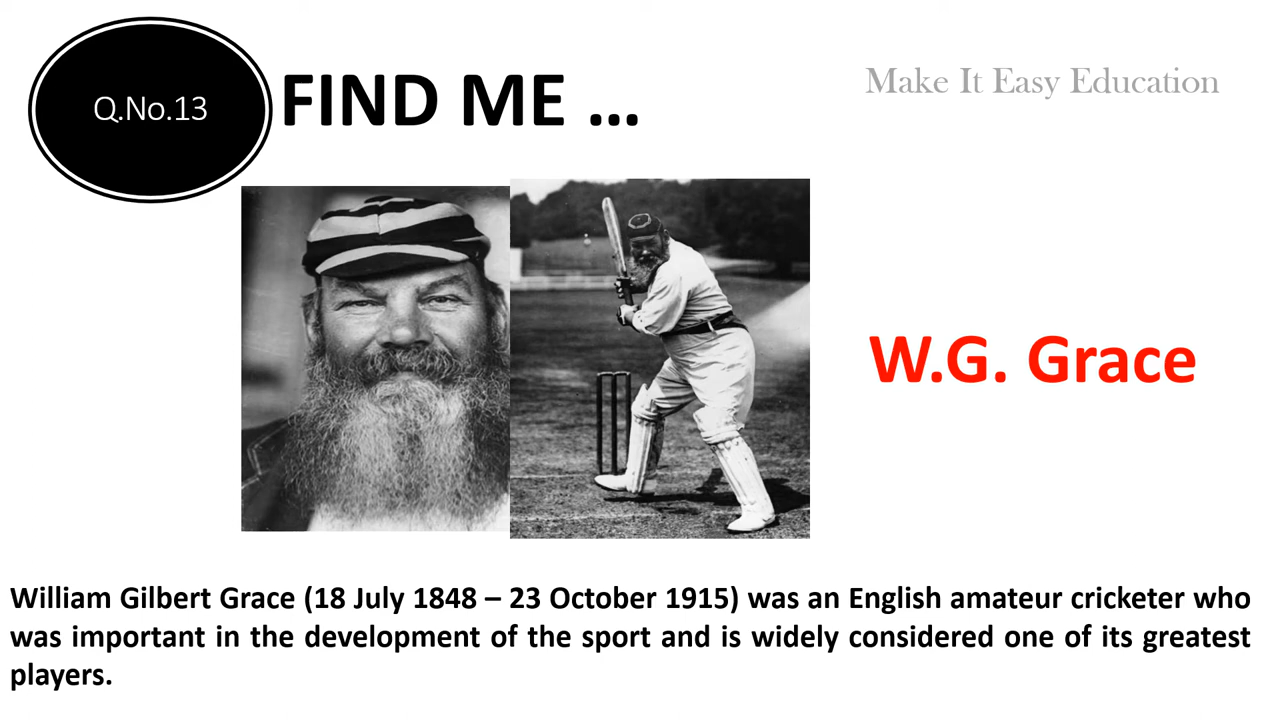 Q.No.13
FIND ME ...
Make It Easy Education
W.G. Grace
William Gilbert Grace (18 July 1848 – 23 October 1915) was an English amateur cricketer who
was important in the development of the sport and is widely considered one of its greatest
players.